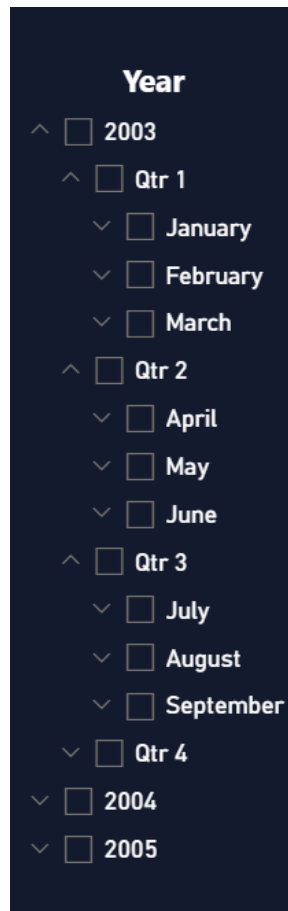 Year
2003
Qtr 1
January
February
March
Qtr 2
April
May
June
Qtr 3
July
August
September
Qtr 4
2004
2005